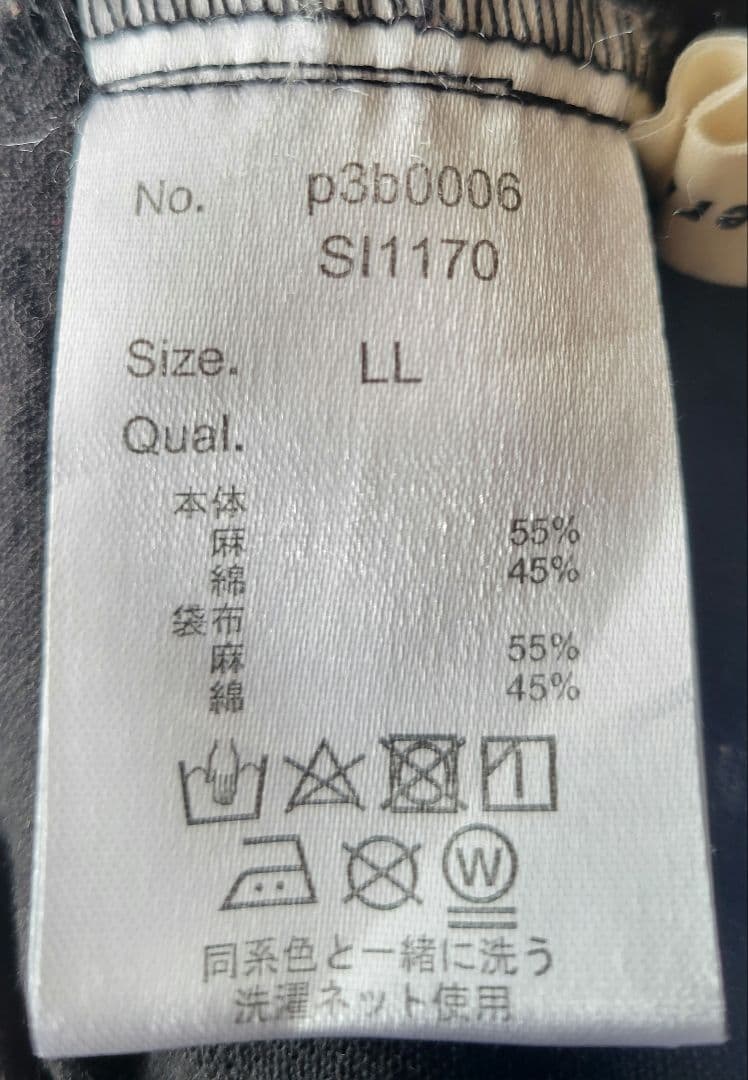 No. p3b0006
SI1170
Size. LL
Qual.
本体
麻 55%
綿 45%
袋布
麻 55%
綿 45%
W
同系色と一緒に洗う
洗濯ネット使用